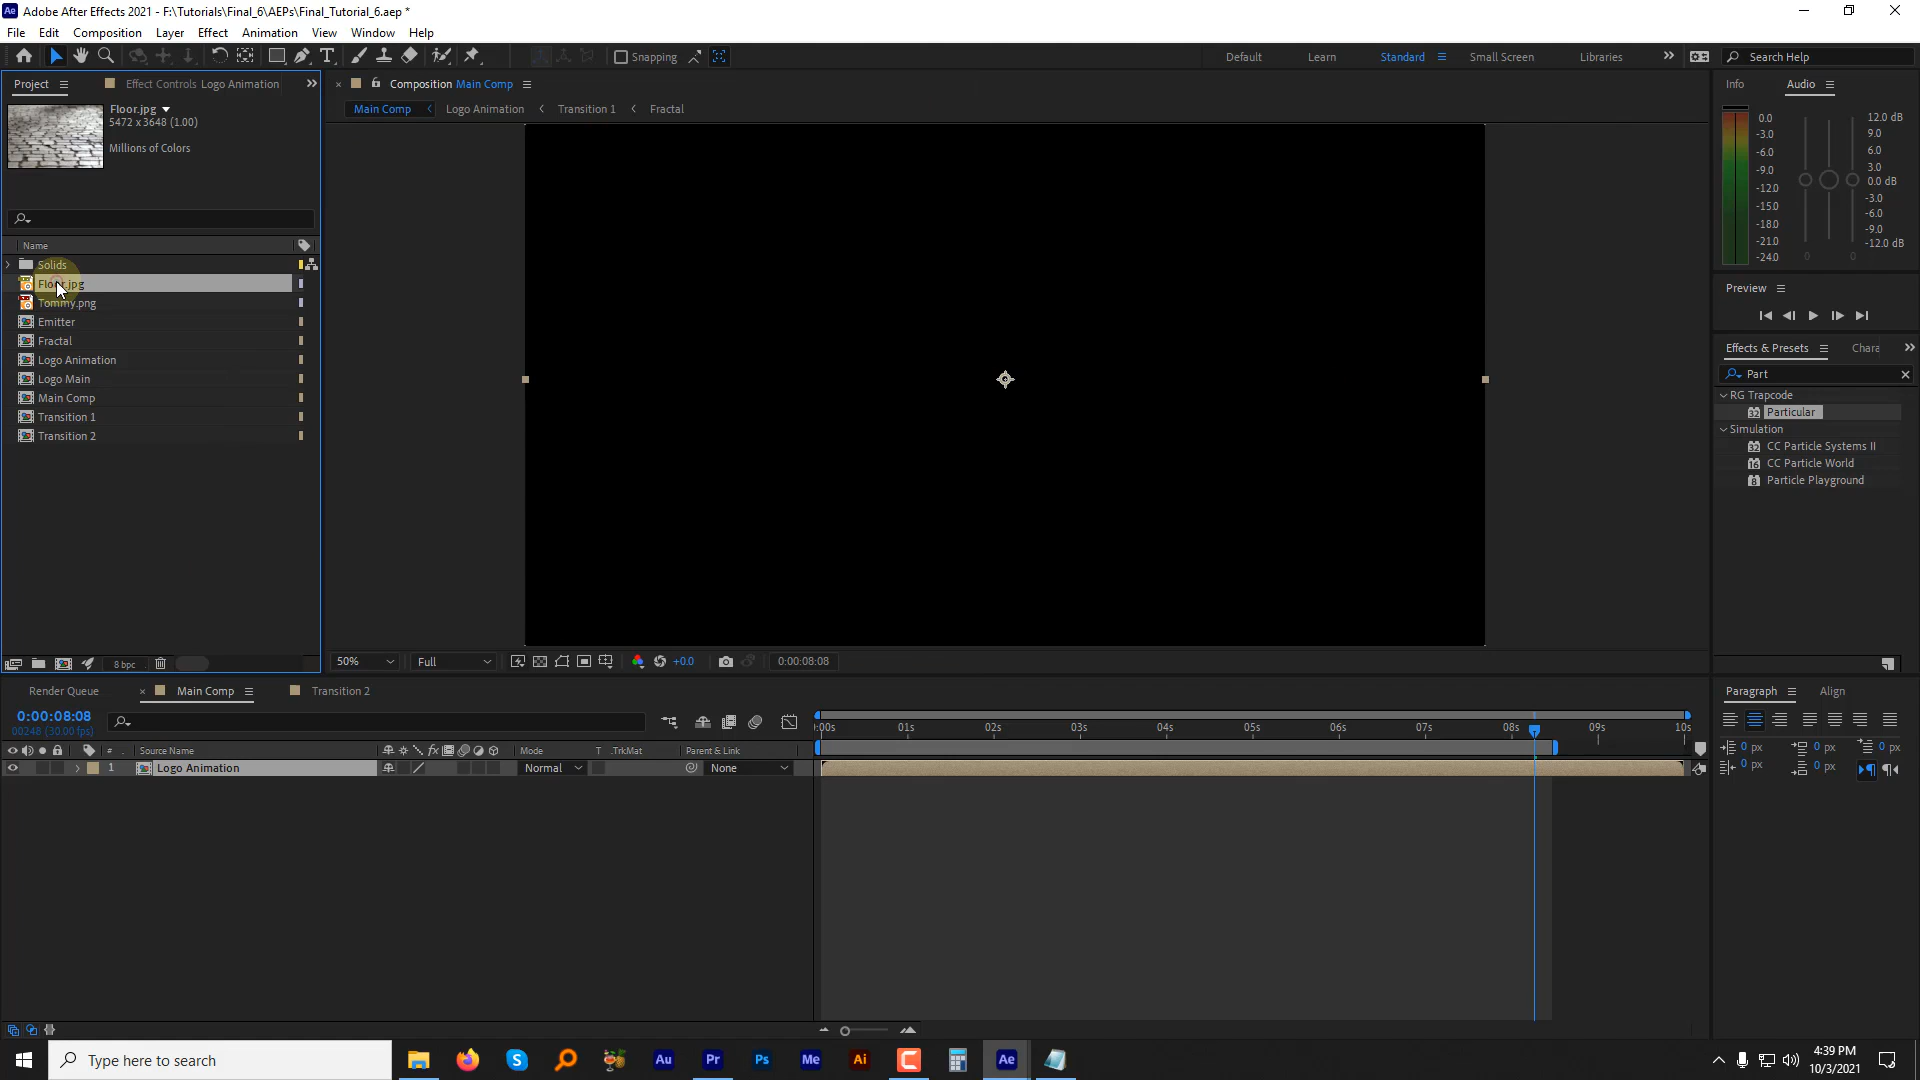 Adobe After Effects 2021 - F:\Tutorials\Final_6\AEPs\Final_Tutorial_6.aep *
File Edit Composition Layer Effect Animation View Window Help
Snapping
Default Learn Standard Small Screen Libraries
Search Help
Project Effect Controls Logo Animation
Composition Main Comp
Info Audio
Main Comp Logo Animation Transition 1 Fractal
Floor.jpg
5472 x 3648 (1.00)
Millions of Colors
0.0 12.0 dB
-3.0 9.0
-6.0 6.0
-9.0 3.0
-12.0 0.0 dB
-15.0 -3.0
-18.0 -6.0
-21.0 -9.0
-24.0 -12.0 dB
0 0
Name
Solids
Floor.jpg
Tommy.png
Emitter
Fractal
Logo Animation
Logo Main
Main Comp
Transition 1
Transition 2
Preview
Effects & Presets Chara
Part
RG Trapcode
Particular
Simulation
CC Particle Systems II
CC Particle World
Particle Playground
8 bpc
50% Full +0.0 0:00:08:08
Render Queue Main Comp Transition 2
Paragraph Align
0:00:08:08
00248 (30.00 fps)
:00s 01s 02s 03s 04s 05s 06s 07s 08s 09s 10s
# Source Name Mode T .TrkMat Parent & Link
1 Logo Animation Normal None
0 px 0 px 0 px
0 px 0 px
Type here to search
Au Pr Ps Me Ai Ae
4:39 PM
10/3/2021